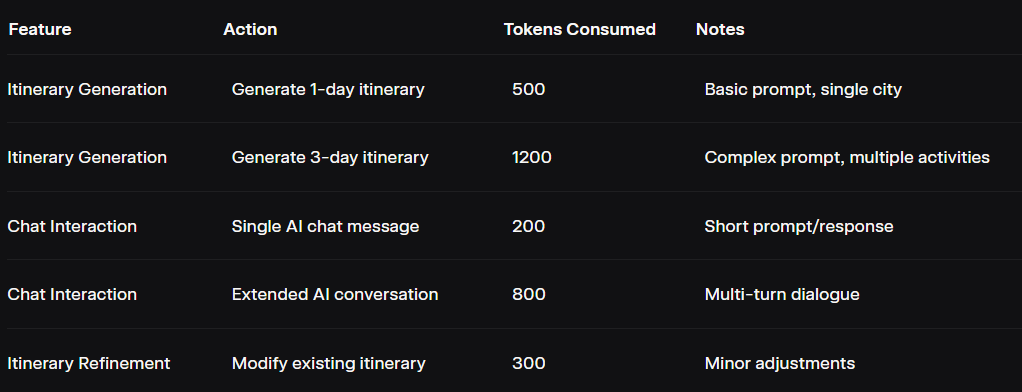 Feature Action Tokens Consumed Notes
Itinerary Generation Generate 1-day itinerary 500 Basic prompt, single city
Itinerary Generation Generate 3-day itinerary 1200 Complex prompt, multiple activities
Chat Interaction Single AI chat message 200 Short prompt/response
Chat Interaction Extended AI conversation 800 Multi-turn dialogue
Itinerary Refinement Modify existing itinerary 300 Minor adjustments